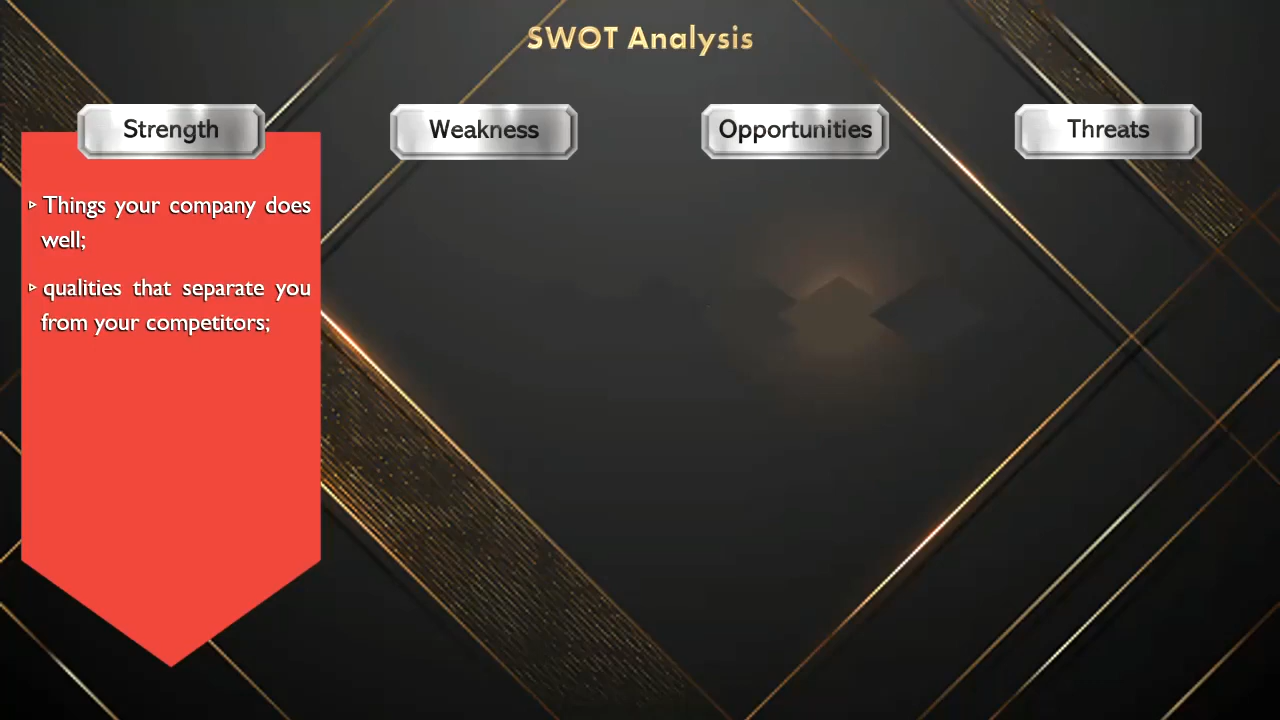 SWOT Analysis
Strength
Weakness
Opportunities
Threats
Things your company does
well;
qualities that separate you
from your competitors;